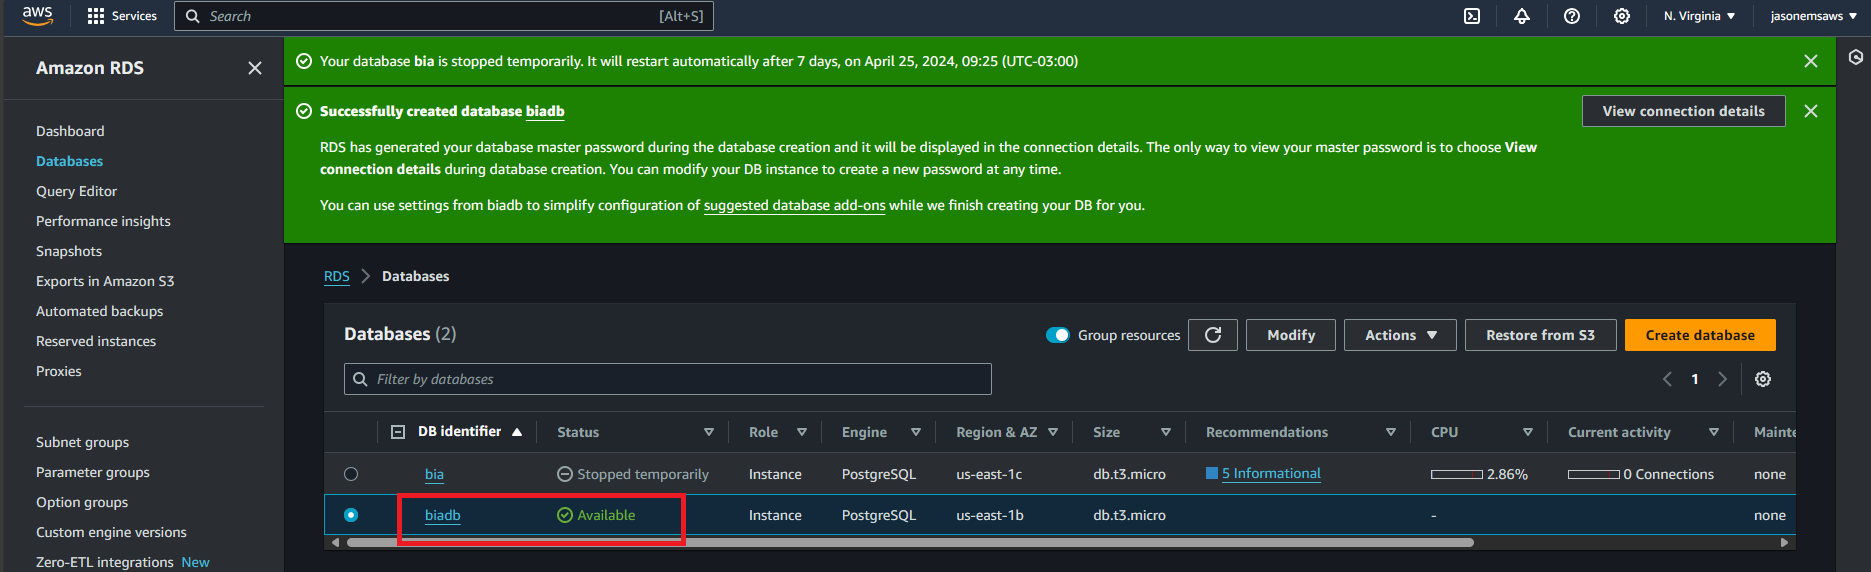 aws
Services
Search
[Alt+S]
N. Virginia
jasonemsaws
Amazon RDS
Dashboard
Databases
Query Editor
Performance insights
Snapshots
Exports in Amazon S3
Automated backups
Reserved instances
Proxies
Subnet groups
Parameter groups
Option groups
Custom engine versions
Zero-ETL integrations New
Your database bia is stopped temporarily. It will restart automatically after 7 days, on April 25, 2024, 09:25 (UTC-03:00)
Successfully created database biadb
View connection details
RDS has generated your database master password during the database creation and it will be displayed in the connection details. The only way to view your master password is to choose View
connection details during database creation. You can modify your DB instance to create a new password at any time.
You can use settings from biadb to simplify configuration of suggested database add-ons while we finish creating your DB for you.
RDS > Databases
Databases (2)
Group resources
Modify
Actions
Restore from S3
Create database
Filter by databases
1
DB identifier Status Role Engine Region & AZ Size Recommendations CPU Current activity Mainte
bia Stopped temporarily Instance PostgreSQL us-east-1c db.t3.micro 5 Informational 2.86% 0 Connections none
biadb Available Instance PostgreSQL us-east-1b db.t3.micro - none